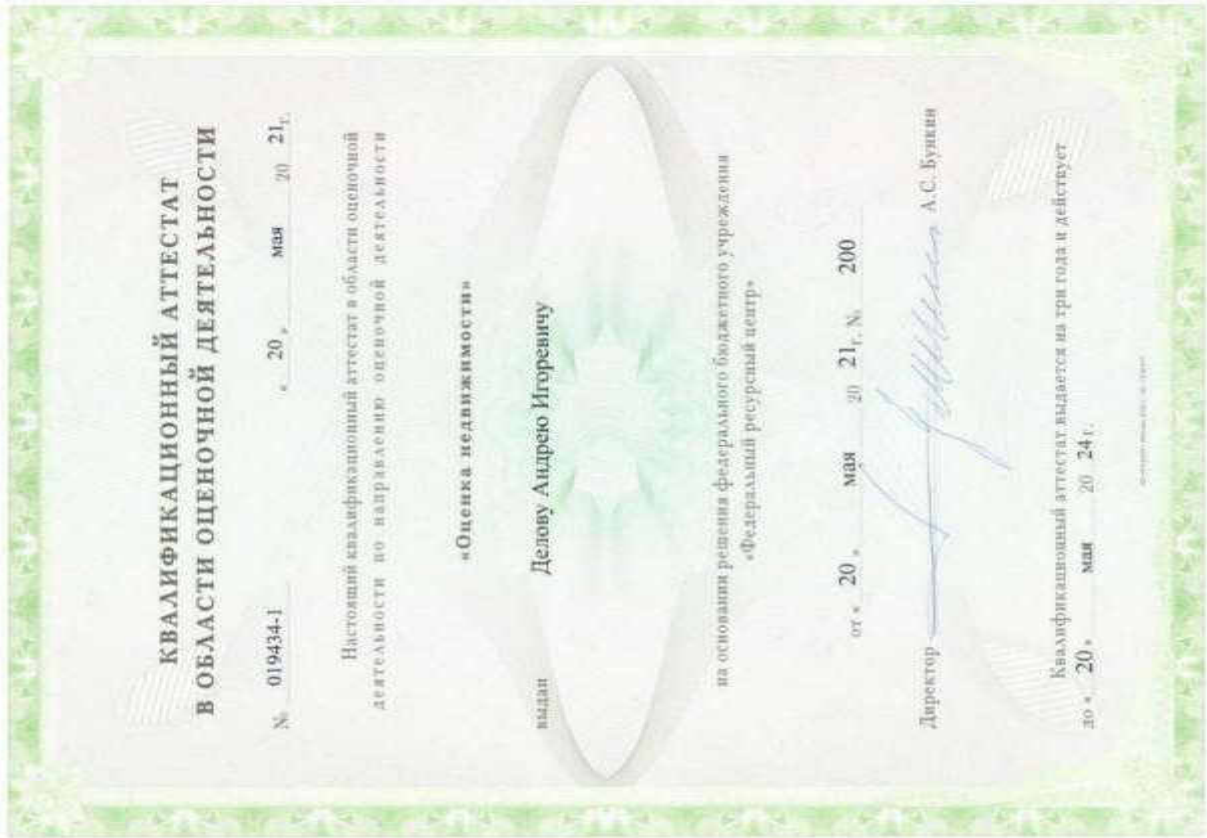 КВАЛИФИКАЦИОННЫЙ АТТЕСТАТ
В ОБЛАСТИ ОЦЕНОЧНОЙ ДЕЯТЕЛЬНОСТИ
№ 019434-1 « 20 » мая 20 21 г.
Настоящий квалификационный аттестат в области оценочной
деятельности по направлению оценочной деятельности
«Оценка недвижимости»
выдан Делову Андрею Игоревичу
на основании решения федерального бюджетного учреждения
«Федеральный ресурсный центр»
от « 20 » мая 20 21 г. № 200
Директор А.С. Бункин
Квалификационный аттестат выдается на три года и действует
до « 20 » мая 20 24 г.